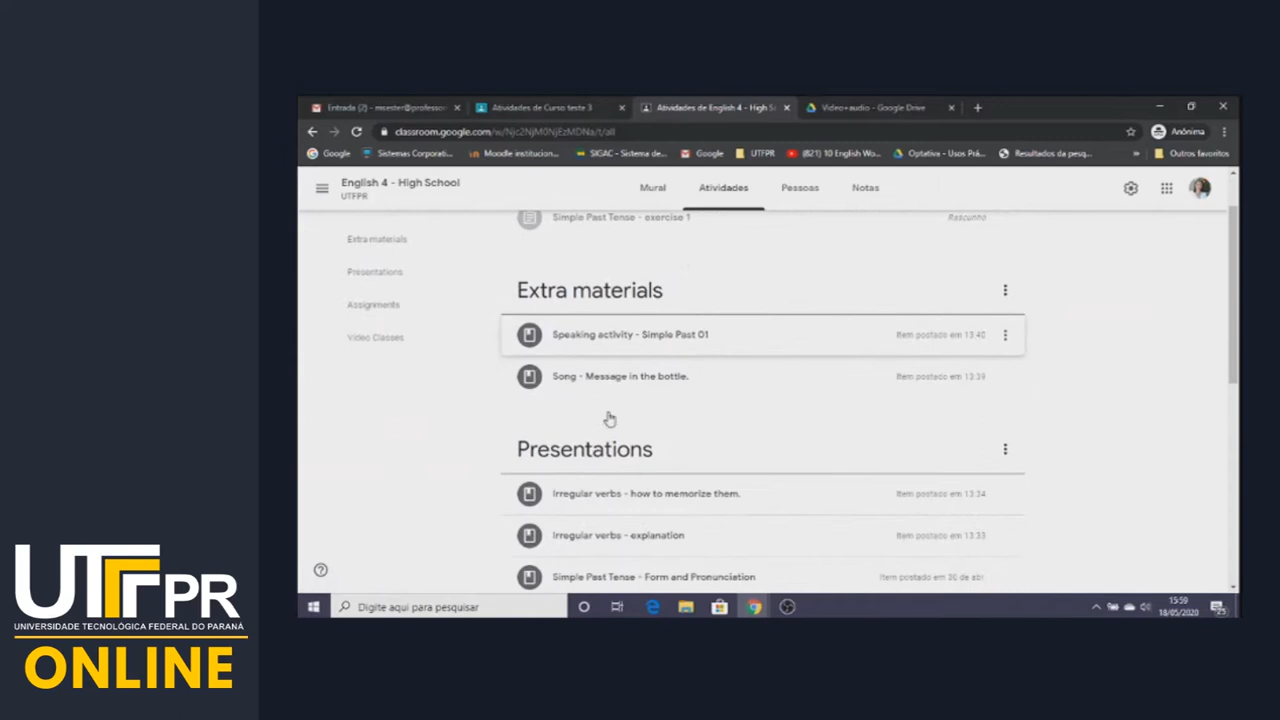 Entrada (2) - msester@professor
Atividades de Curso teste 3
Atividades de English 4 - High S
Video+audio - Google Drive
classroom.google.com/w/Njc2NjM0NjEzMDNa/t/all
Anônima
Google
Sistemas Corporati...
Moodle institucion...
SIGAC - Sistema de...
Google
UTFPR
(821) 10 English Wo...
Optativa - Usos Prá...
Resultados da pesq...
Outros favoritos
English 4 - High School
UTFPR
Mural
Atividades
Pessoas
Notas
Simple Past Tense - exercise 1
Rascunho
Extra materials
Presentations
Assignments
Video Classes
Extra materials
Speaking activity - Simple Past 01
Item postado em 13:40
Song - Message in the bottle.
Item postado em 13:39
Presentations
Irregular verbs - how to memorize them.
Item postado em 13:34
Irregular verbs - explanation
Item postado em 13:33
Simple Past Tense - Form and Pronunciation
Item postado em 30 de abr
Digite aqui para pesquisar
15:59
18/05/2020
UTFPR
UNIVERSIDADE TECNOLÓGICA FEDERAL DO PARANÁ
ONLINE